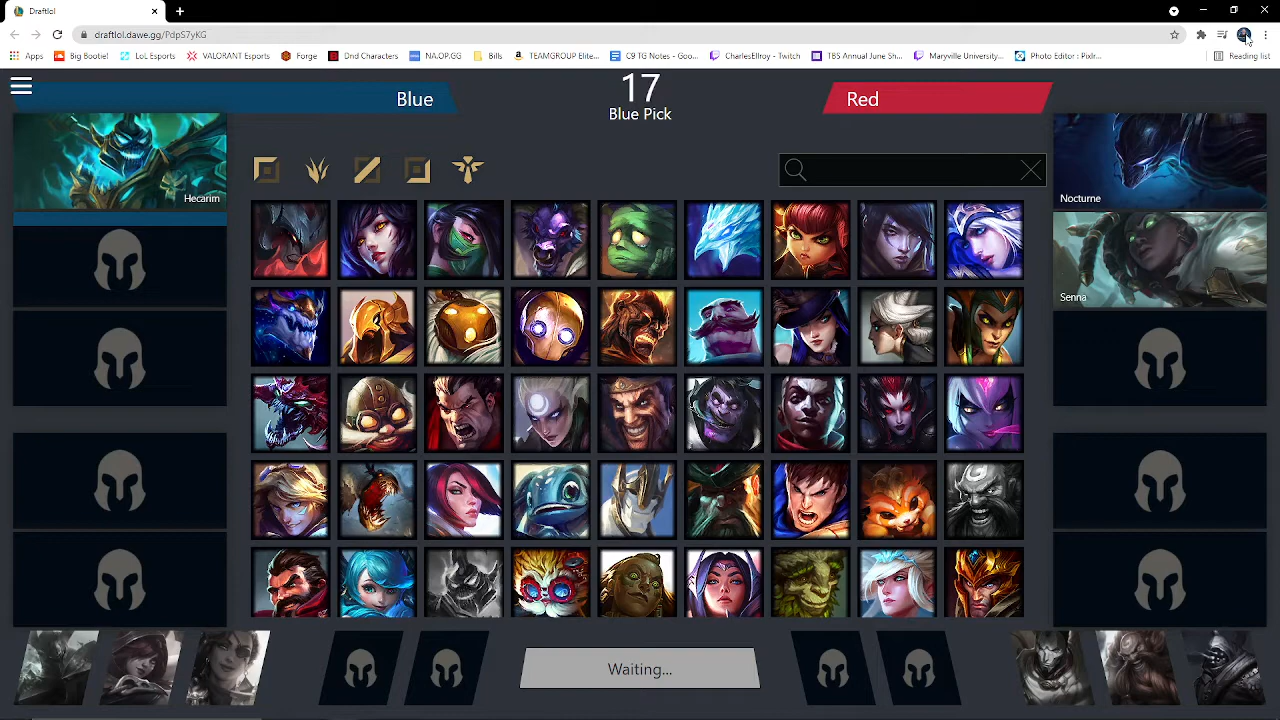 Draftlol
draftlol.dawe.gg/PdpS7yKG
Apps
Big Bootie!
LoL Esports
VALORANT Esports
Forge
Dnd Characters
NA.OP.GG
Bills
TEAMGROUP Elite...
C9 TG Notes - Goo...
CharlesEllroy - Twitch
TBS Annual June Sh...
Maryville University...
Photo Editor : Pixlr...
Reading list
Blue
17
Blue Pick
Red
Hecarim
Nocturne
Senna
Waiting...